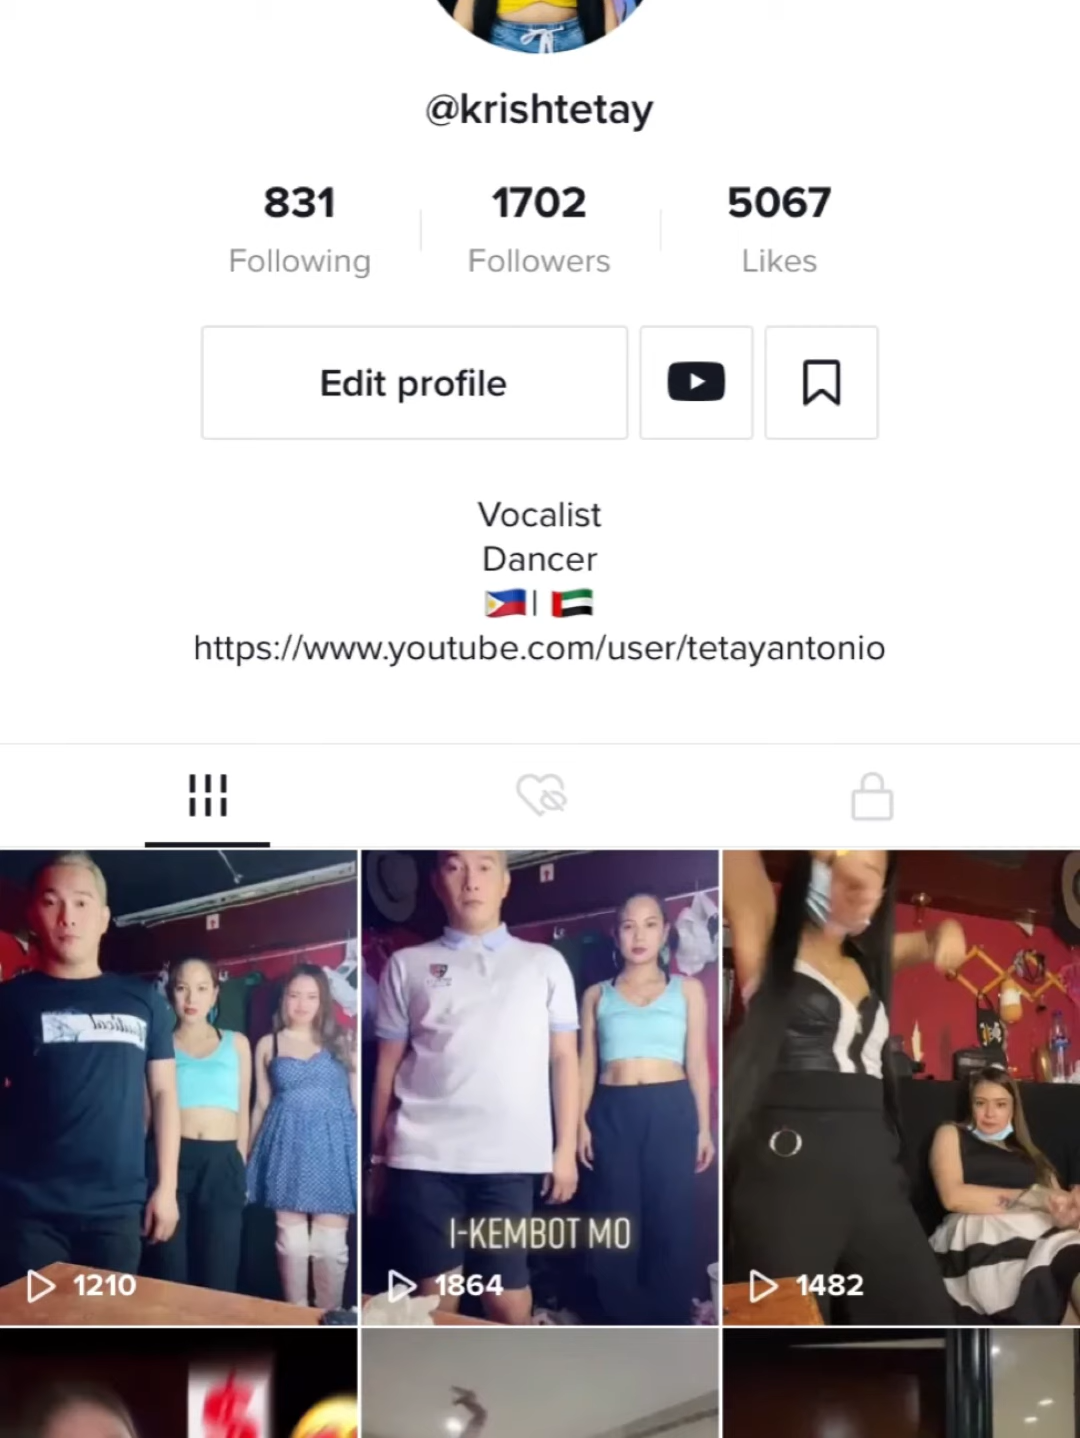 @krishtetay
831 1702 5067
Following Followers Likes
Edit profile
Vocalist
Dancer
🇵🇭| 🇦🇪
https://www.youtube.com/user/tetayantonio
I-KEMBOT MO
1210 1864 1482